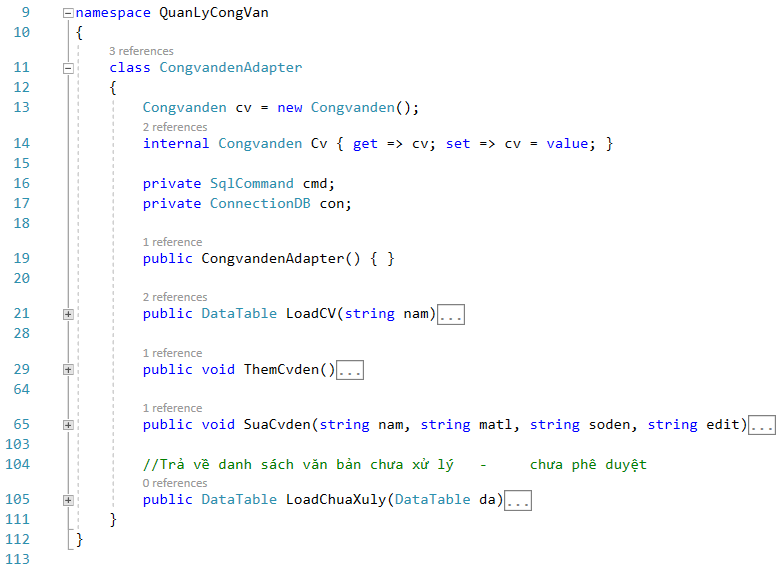 9 namespace QuanLyCongVan
10 {
3 references
11 class CongvandenAdapter
12 {
13 Congvanden cv = new Congvanden();
2 references
14 internal Congvanden Cv { get => cv; set => cv = value; }
15
16 private SqlCommand cmd;
17 private ConnectionDB con;
18
1 reference
19 public CongvandenAdapter() { }
20
2 references
21 public DataTable LoadCV(string nam)...
28
1 reference
29 public void ThemCvden()...
64
1 reference
65 public void SuaCvden(string nam, string matl, string soden, string edit)...
103
104 //Trả về danh sách văn bản chưa xử lý - chưa phê duyệt
0 references
105 public DataTable LoadChuaXuly(DataTable da)...
111 }
112 }
113